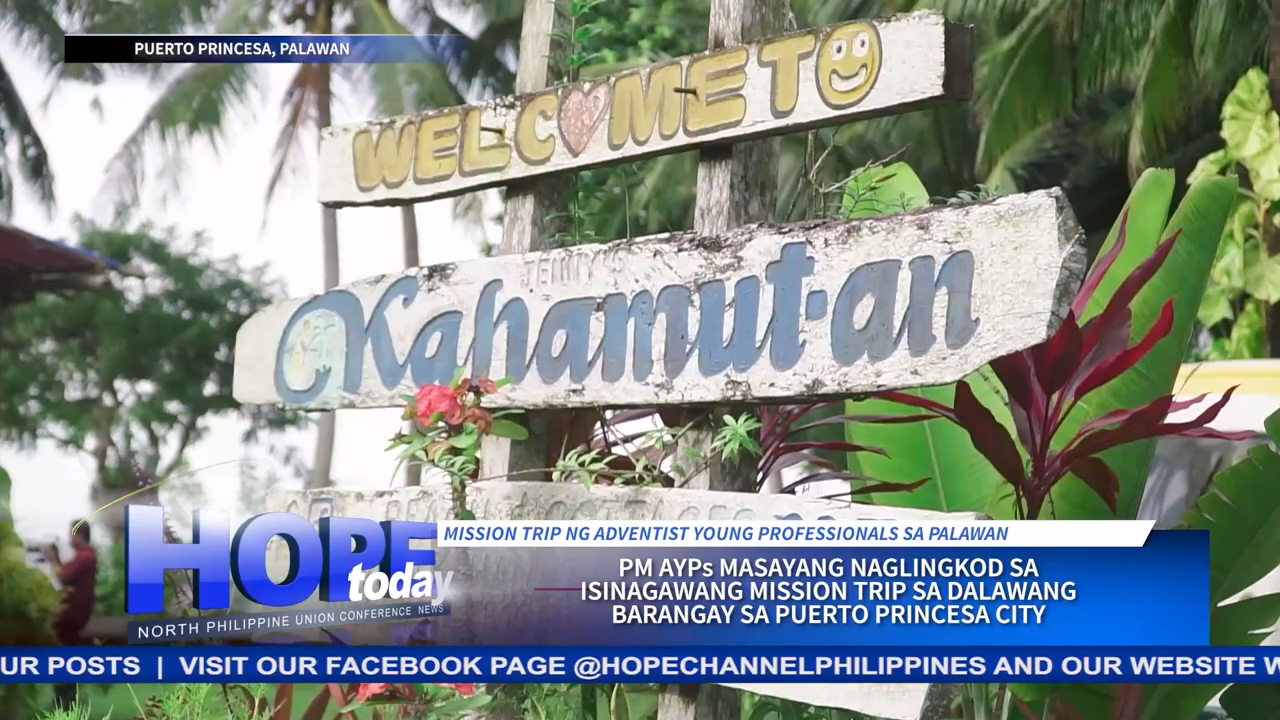 PUERTO PRINCESA, PALAWAN
WELCOME TO
JENLY'S
Kahamut-an
HOPE
today
NORTH PHILIPPINE UNION CONFERENCE NEWS
MISSION TRIP NG ADVENTIST YOUNG PROFESSIONALS SA PALAWAN
PM AYPs MASAYANG NAGLINGKOD SA
ISINAGAWANG MISSION TRIP SA DALAWANG
BARANGAY SA PUERTO PRINCESA CITY
UR POSTS | VISIT OUR FACEBOOK PAGE @HOPECHANNELPHILIPPINES AND OUR WEBSITE W